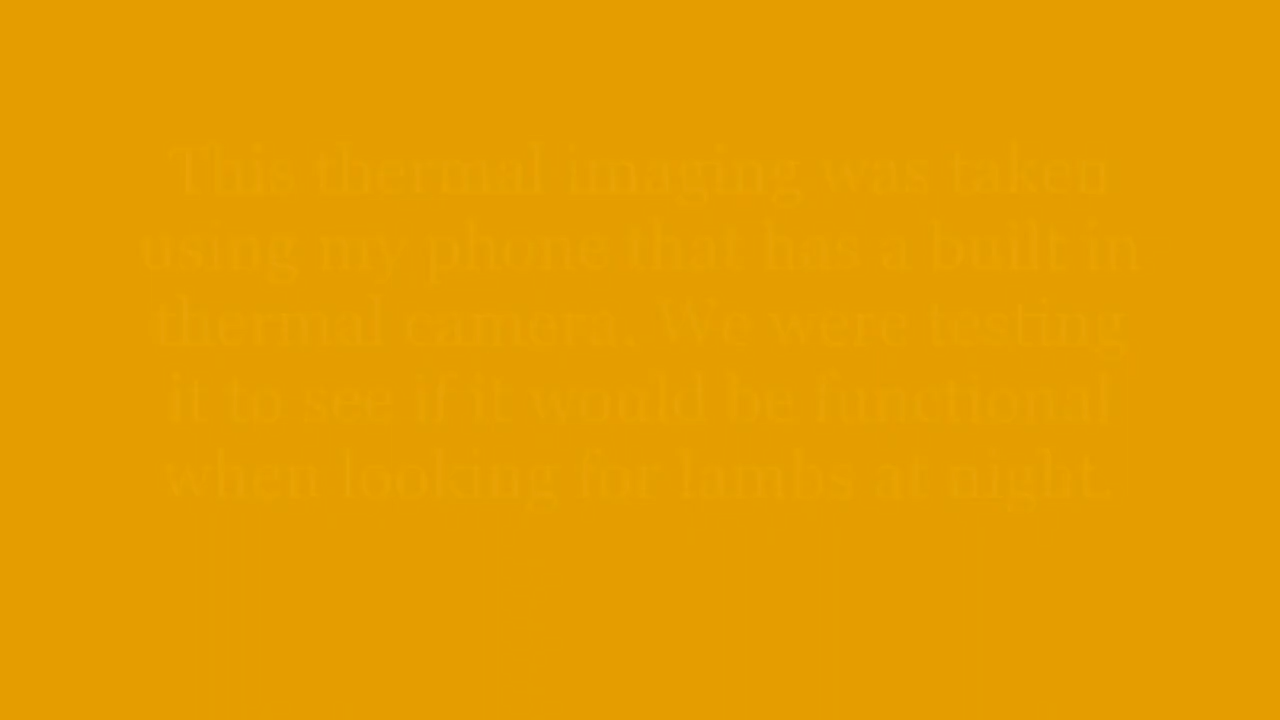 This thermal imaging was taken
using my phone that has a built in
thermal camera. We were testing
it to see if it would be functional
when looking for lambs at night.